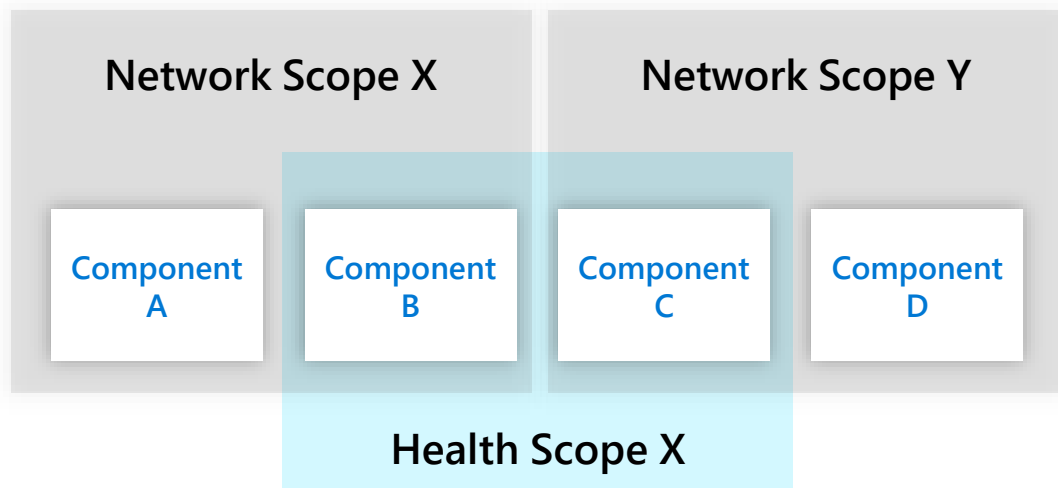 Network Scope X
Network Scope Y
Component
A
Component
B
Component
C
Component
D
Health Scope X